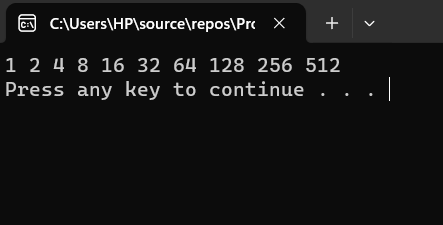 C:\Users\HP\source\repos\Pro
1 2 4 8 16 32 64 128 256 512
Press any key to continue . . .